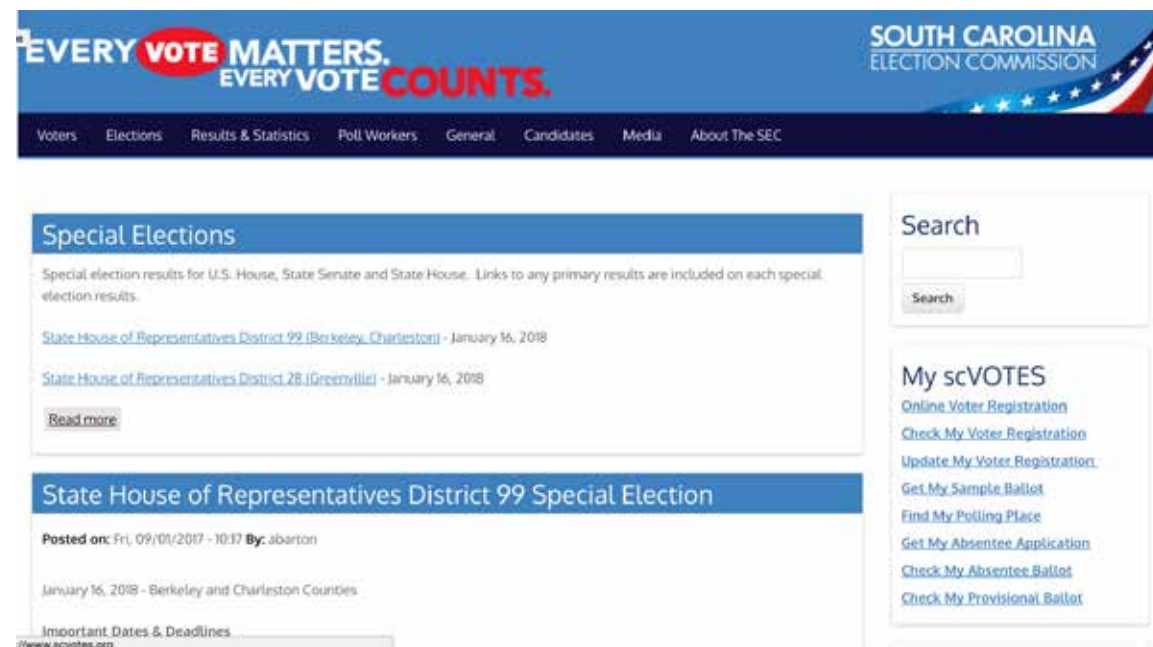 EVERY VOTE MATTERS.
EVERY VOTE COUNTS.
SOUTH CAROLINA
ELECTION COMMISSION
Voters Elections Results & Statistics Poll Workers General Candidates Media About The SEC
Special Elections
Special election results for U.S. House, State Senate and State House. Links to any primary results are included on each special
election results.
State House of Representatives District 99 (Berkeley, Charleston) - January 16, 2018
State House of Representatives District 28 (Greenville) - January 16, 2018
Read more
State House of Representatives District 99 Special Election
Posted on: Fri, 09/01/2017 - 10:17 By: abarton
January 16, 2018 - Berkeley and Charleston Counties
Important Dates & Deadlines
//www.scvotes.org
Search
Search
My scVOTES
Online Voter Registration
Check My Voter Registration
Update My Voter Registration
Get My Sample Ballot
Find My Polling Place
Get My Absentee Application
Check My Absentee Ballot
Check My Provisional Ballot